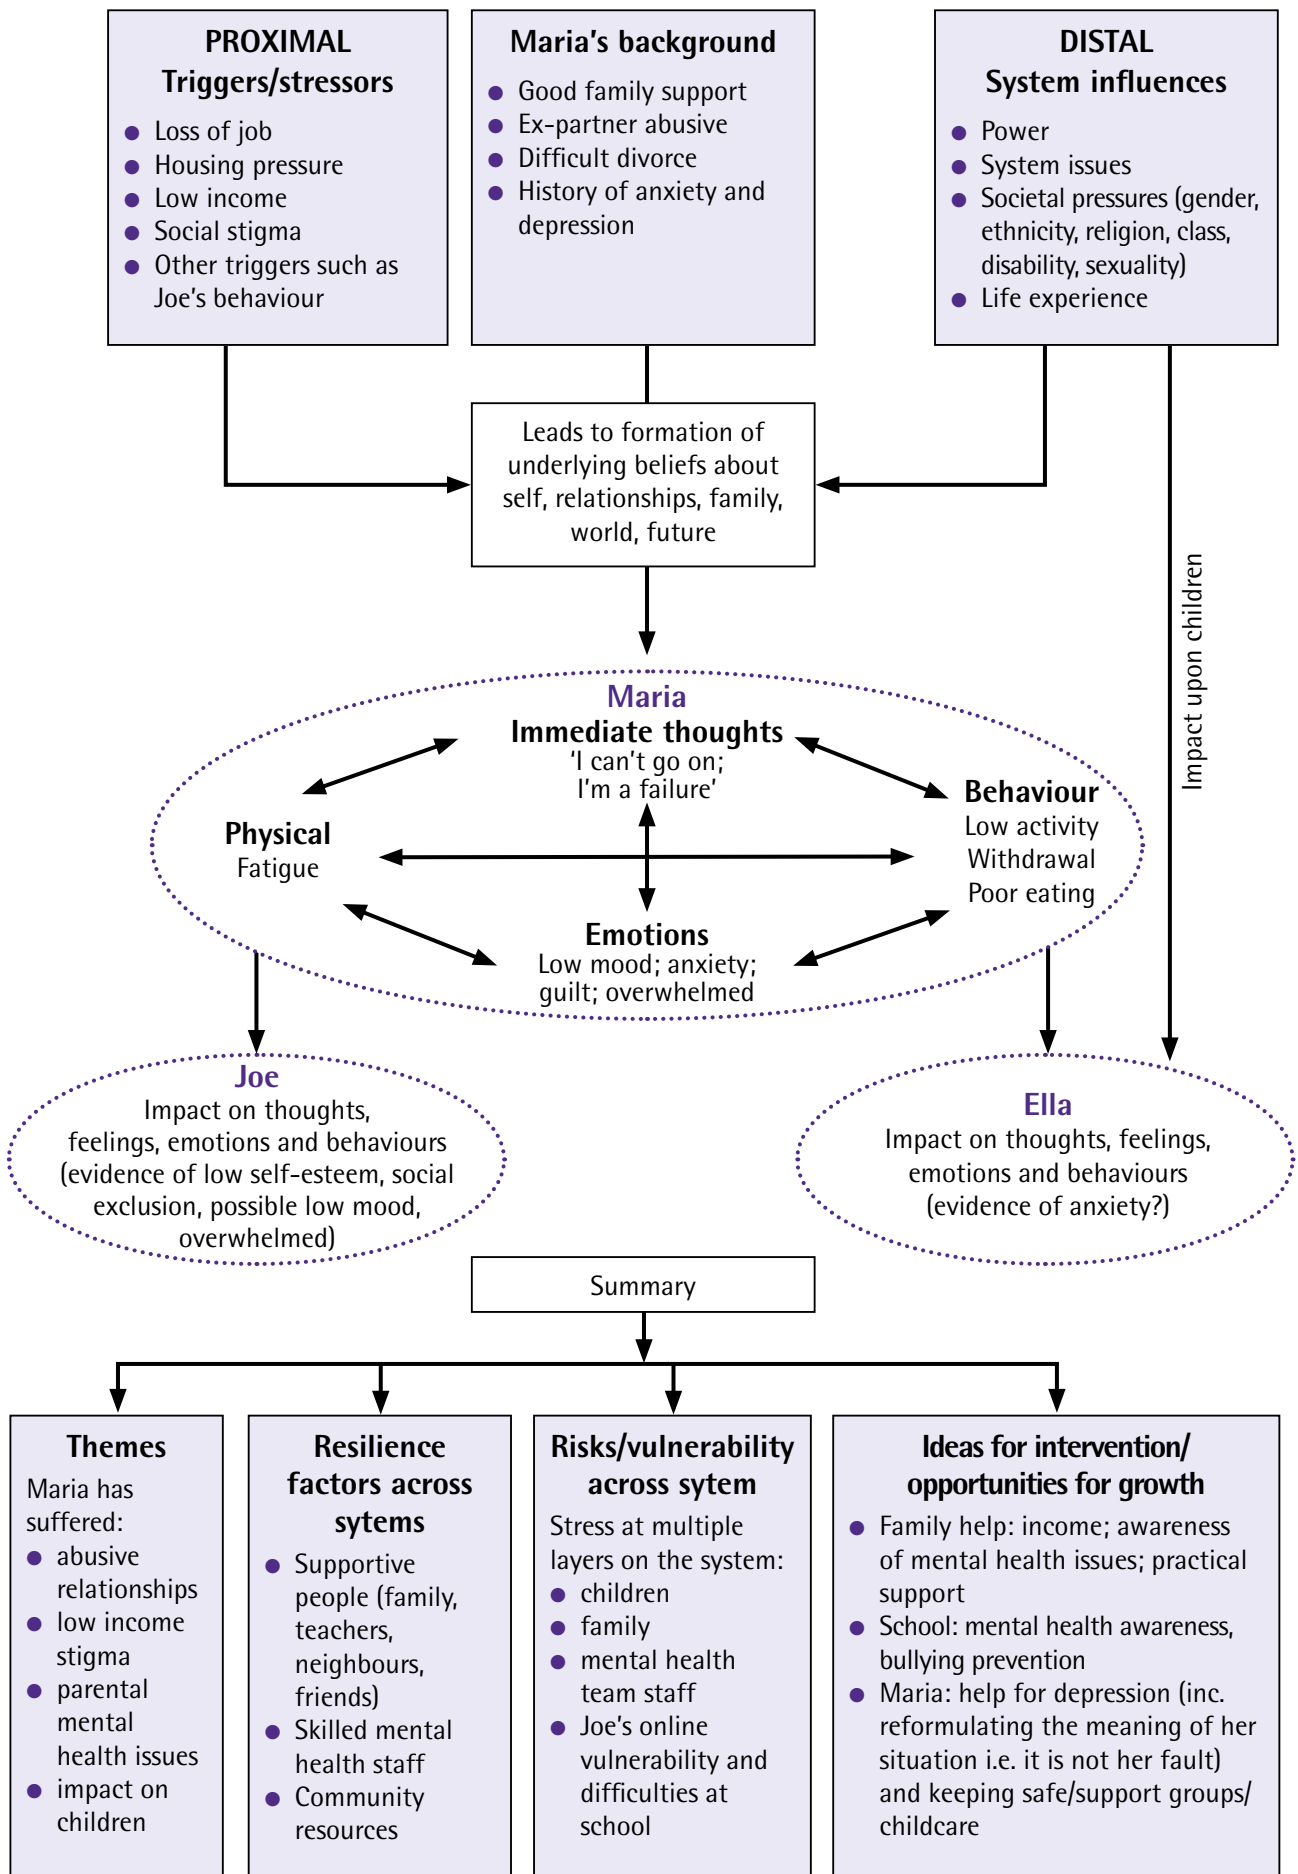 PROXIMAL
Triggers/stressors
● Loss of job
● Housing pressure
● Low income
● Social stigma
● Other triggers such as
Joe's behaviour
Maria's background
● Good family support
● Ex-partner abusive
● Difficult divorce
● History of anxiety and
depression
DISTAL
System influences
● Power
● System issues
● Societal pressures (gender,
ethnicity, religion, class,
disability, sexuality)
● Life experience
Leads to formation of
underlying beliefs about
self, relationships, family,
world, future
Impact upon children
Maria
Immediate thoughts
'I can't go on;
I'm a failure'
Physical
Fatigue
Behaviour
Low activity
Withdrawal
Poor eating
Emotions
Low mood; anxiety;
guilt; overwhelmed
Joe
Impact on thoughts,
feelings, emotions and behaviours
(evidence of low self-esteem, social
exclusion, possible low mood,
overwhelmed)
Ella
Impact on thoughts, feelings,
emotions and behaviours
(evidence of anxiety?)
Summary
Themes
Maria has
suffered:
● abusive
relationships
● low income
stigma
● parental
mental
health issues
● impact on
children
Resilience
factors across
sytems
● Supportive
people (family,
teachers,
neighbours,
friends)
● Skilled mental
health staff
● Community
resources
Risks/vulnerability
across sytem
Stress at multiple
layers on the system:
● children
● family
● mental health
team staff
● Joe's online
vulnerability and
difficulties at
school
Ideas for intervention/
opportunities for growth
● Family help: income; awareness
of mental health issues; practical
support
● School: mental health awareness,
bullying prevention
● Maria: help for depression (inc.
reformulating the meaning of her
situation i.e. it is not her fault)
and keeping safe/support groups/
childcare